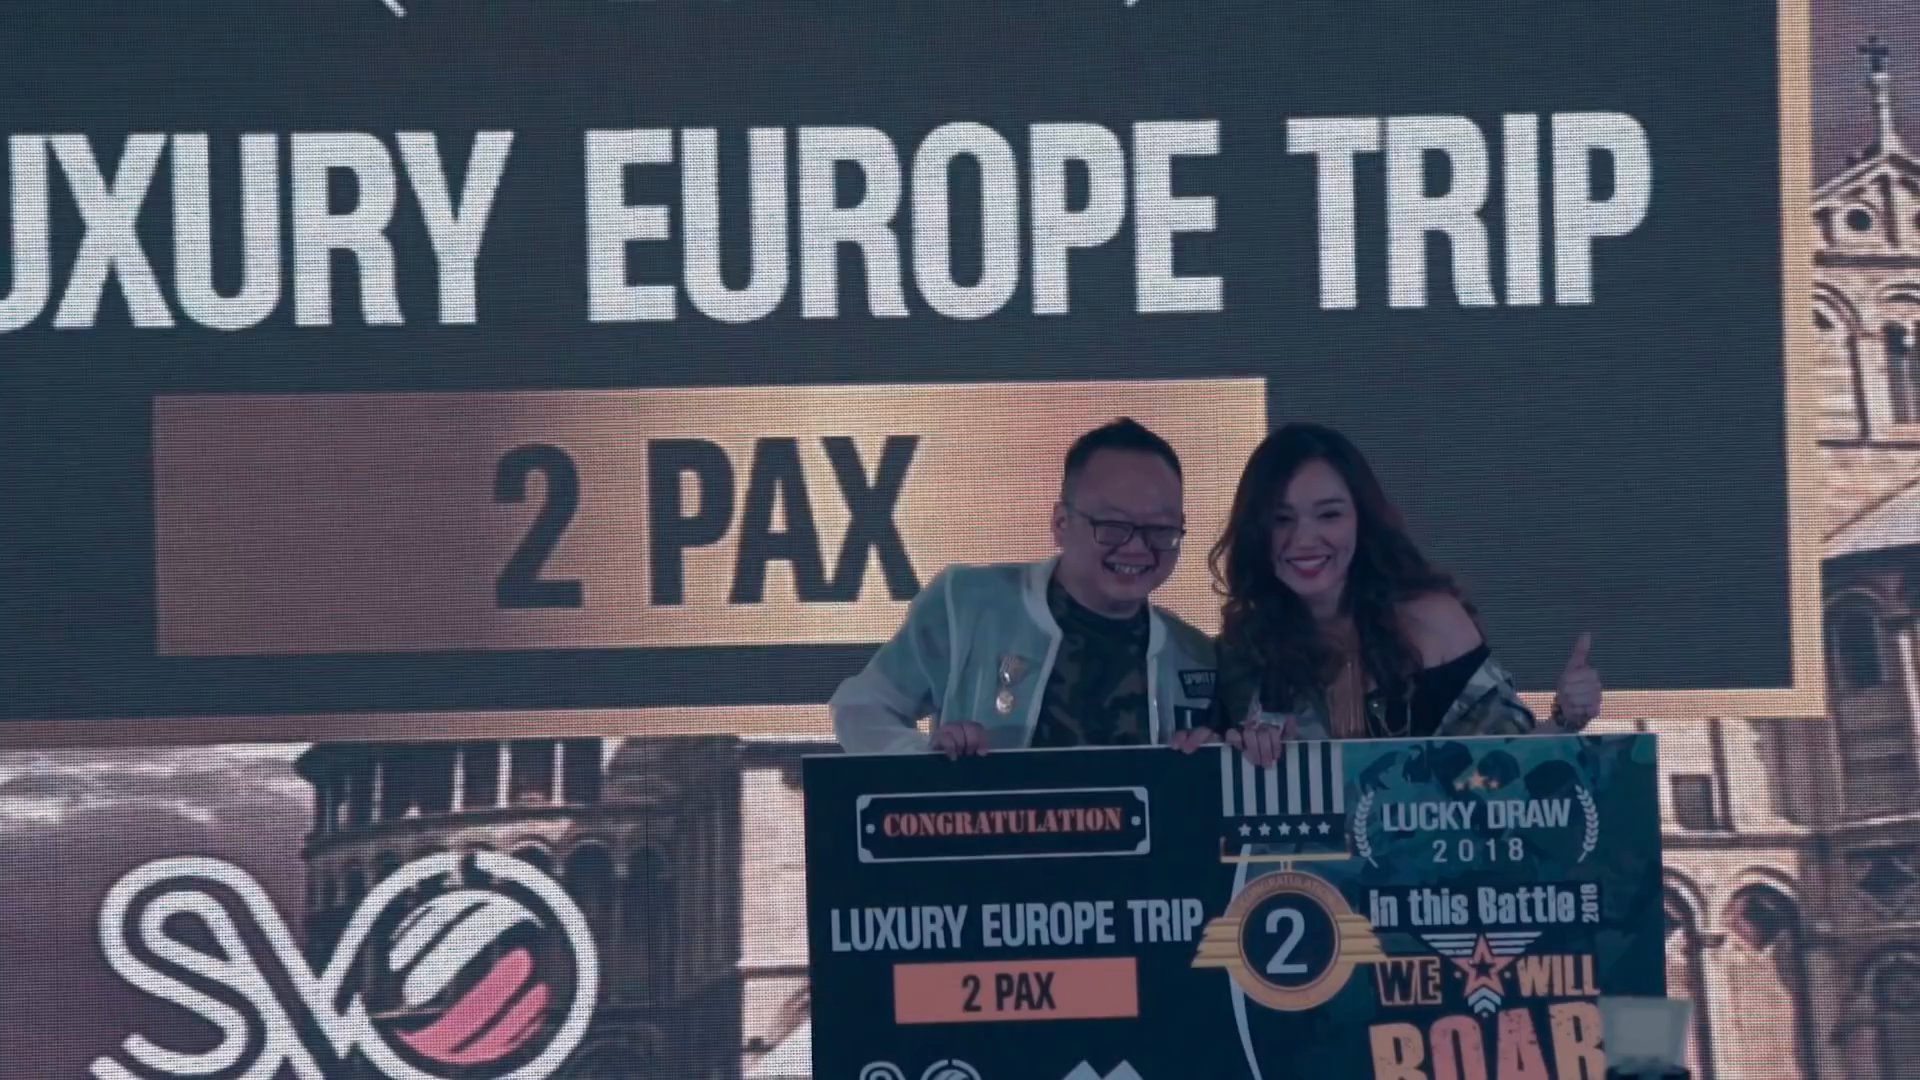 UXURY EUROPE TRIP
2 PAX
SPIRIT
CONGRATULATION
LUXURY EUROPE TRIP
2 PAX
2
LUCKY DRAW
2018
in this Battle 2018
WE WILL
ROAR